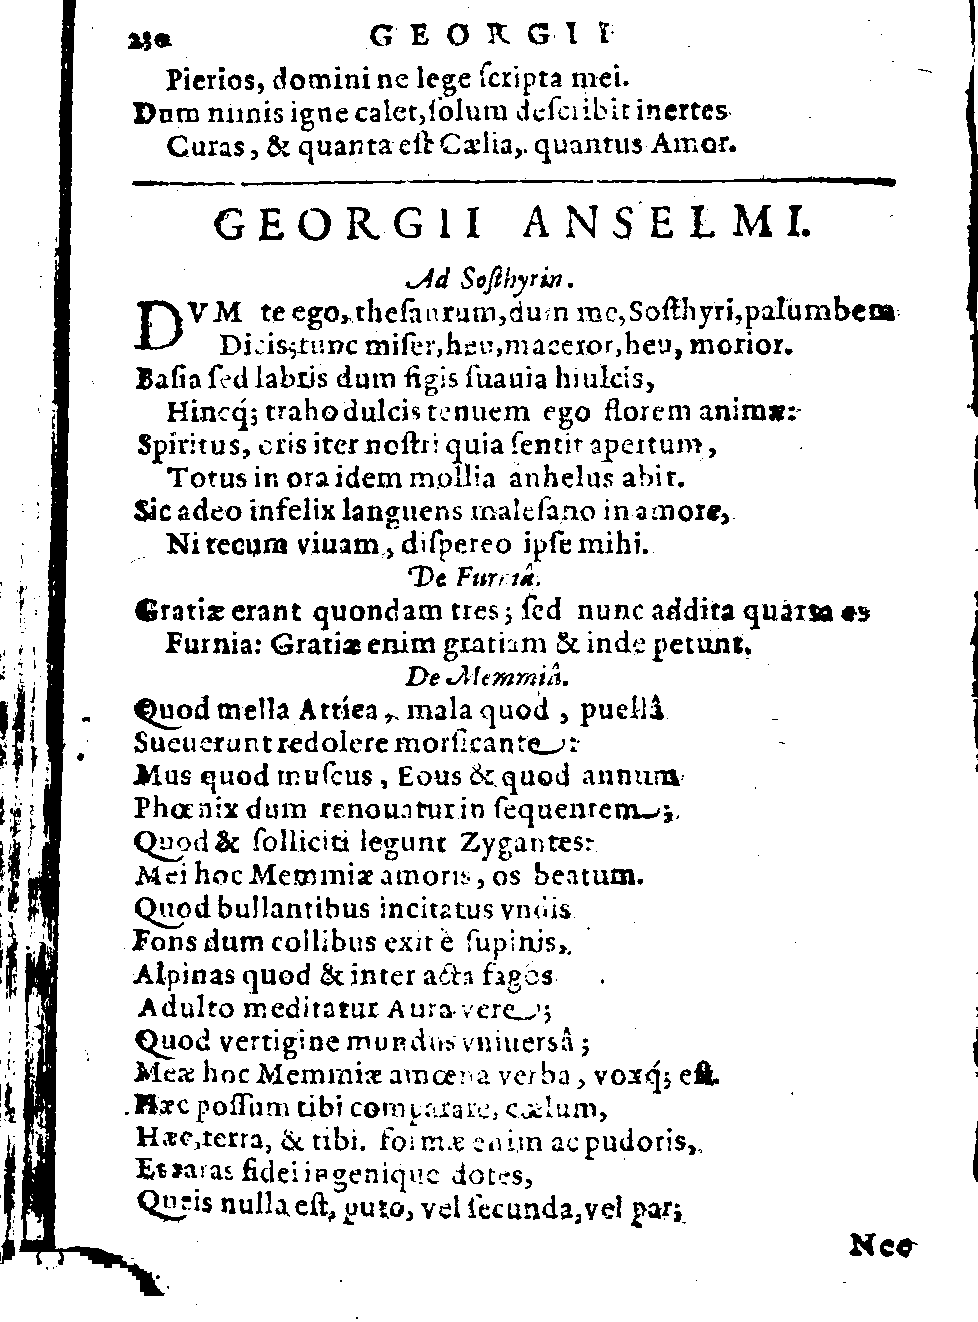 230 GEORGII
Pierios, domini ne lege ſcripta mei.
Dum nimis igne calet, ſolum deſcribit inertes
Curas, & quanta eſt Cælia, quantus Amor.
GEORGII ANSELMI.
Ad Soſthyrin.
DVM te ego, theſaurum, dum me, Soſthyri, palumbem
Dicis; tunc miſer, heu, maceror, heu, morior.
Baſia ſed labris dum figis ſuauia hiulcis,
Hincq́; traho dulcis tenuem ego florem animæ:
Spiritus, oris iter noſtri quia ſentit apertum,
Totus in ora idem mollia anhelus abit.
Sic adeo infelix languens maleſano in amore,
Ni tecum viuam, diſpereo ipſe mihi.
De Furniâ.
Gratiæ erant quondam tres; ſed nunc addita quarta es
Furnia: Gratiæ enim gratiam & inde petunt.
De Memmiâ.
Quod mella Attica, mala quod, puellâ
Sueuerunt redolere morſicante:
Mus quod muſcus, Eous & quod annum
Phœnix dum renouatur in ſequentem;
Quod & ſolliciti legunt Zygantes:
Mei hoc Memmiæ amoris, os beatum.
Quod bullantibus incitatus vndis
Fons dum collibus exit è ſupinis,
Alpinas quod & inter acta fagos
Adulto meditatur Aura vere;
Quod vertigine mundus vniuersâ;
Meæ hoc Memmiæ amœna verba, voxq́; eſt.
Hæc poſſum tibi comparare, cælum,
Hæc, terra, & tibi. formæ enim ac pudoris,
Et raras fidei ingenique dotes,
Queis nulla eſt, puto, vel ſecunda, vel par;
Nec